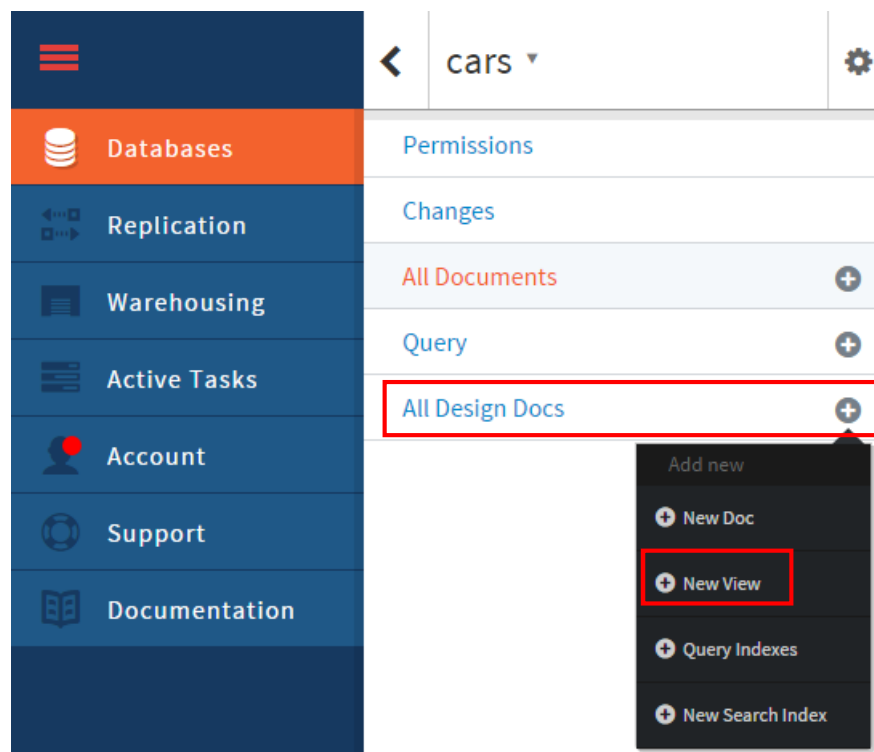 cars
Databases
Replication
Warehousing
Active Tasks
Account
Support
Documentation
Permissions
Changes
All Documents
Query
All Design Docs
Add new
New Doc
New View
Query Indexes
New Search Index